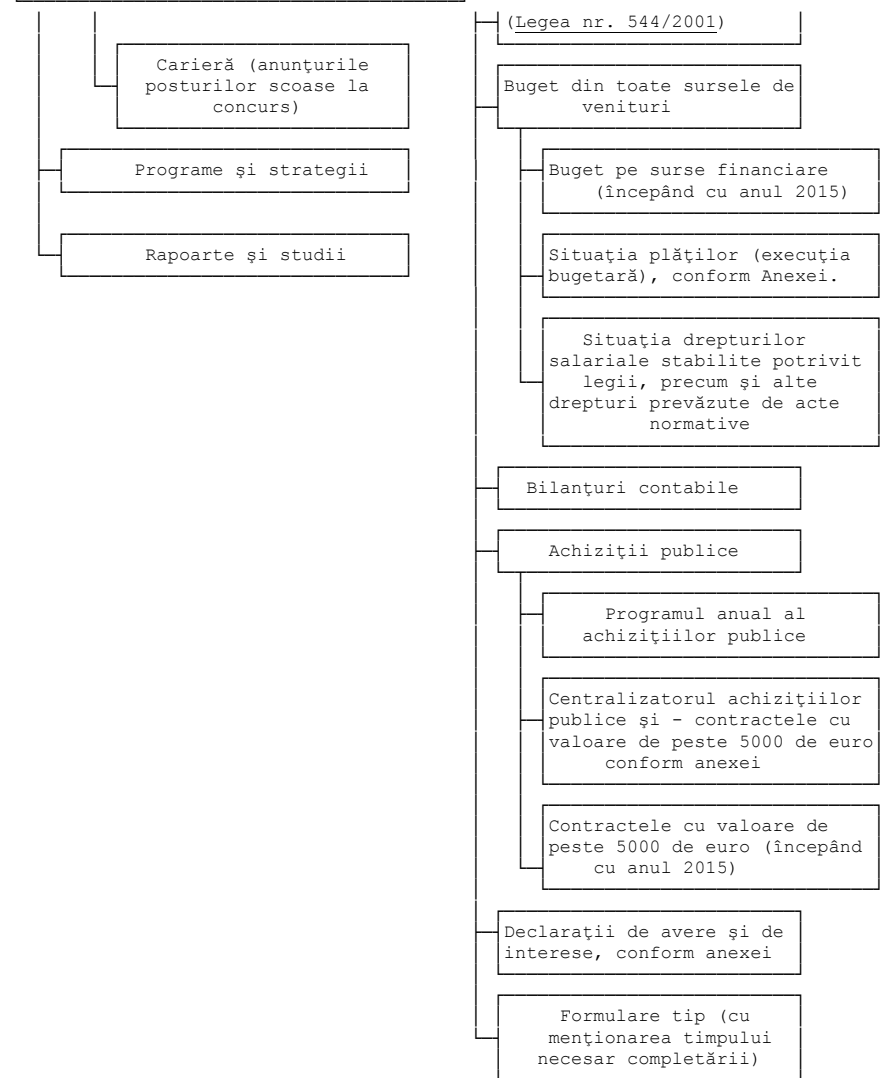 Carieră (anunţurile
posturilor scoase la
concurs)
Programe şi strategii
Rapoarte şi studii
(Legea nr. 544/2001)
Buget din toate sursele de
venituri
Buget pe surse financiare
(începând cu anul 2015)
Situaţia plăţilor (execuţia
bugetară), conform Anexei.
Situaţia drepturilor
salariale stabilite potrivit
legii, precum şi alte
drepturi prevăzute de acte
normative
Bilanţuri contabile
Achiziţii publice
Programul anual al
achiziţiilor publice
Centralizatorul achiziţiilor
publice şi - contractele cu
valoare de peste 5000 de euro
conform anexei
Contractele cu valoare de
peste 5000 de euro (începând
cu anul 2015)
Declaraţii de avere şi de
interese, conform anexei
Formulare tip (cu
menţionarea timpului
necesar completării)